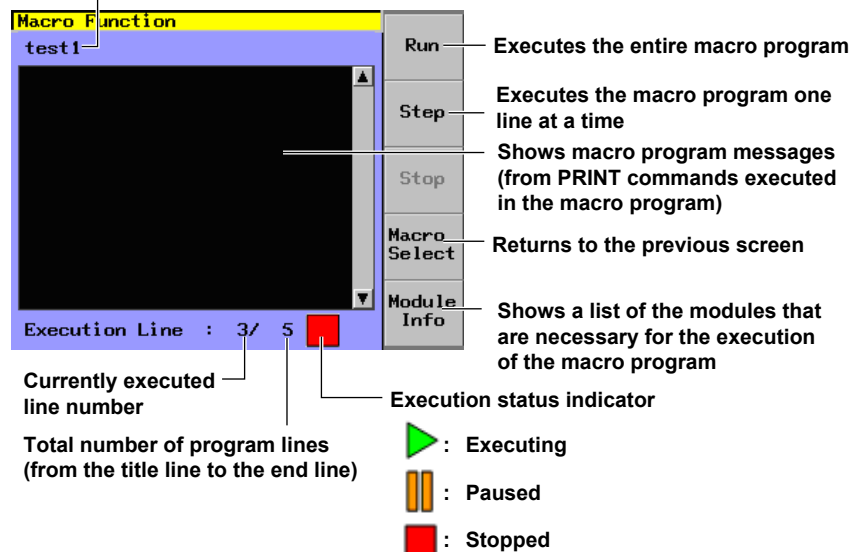 Macro Function
test1
Run
Executes the entire macro program
Step
Executes the macro program one
line at a time
Shows macro program messages
(from PRINT commands executed
in the macro program)
Stop
Macro
Select
Returns to the previous screen
Module
Info
Shows a list of the modules that
are necessary for the execution
of the macro program
Execution Line : 3/ 5
Currently executed
line number
Total number of program lines
(from the title line to the end line)
Execution status indicator
: Executing
: Paused
: Stopped